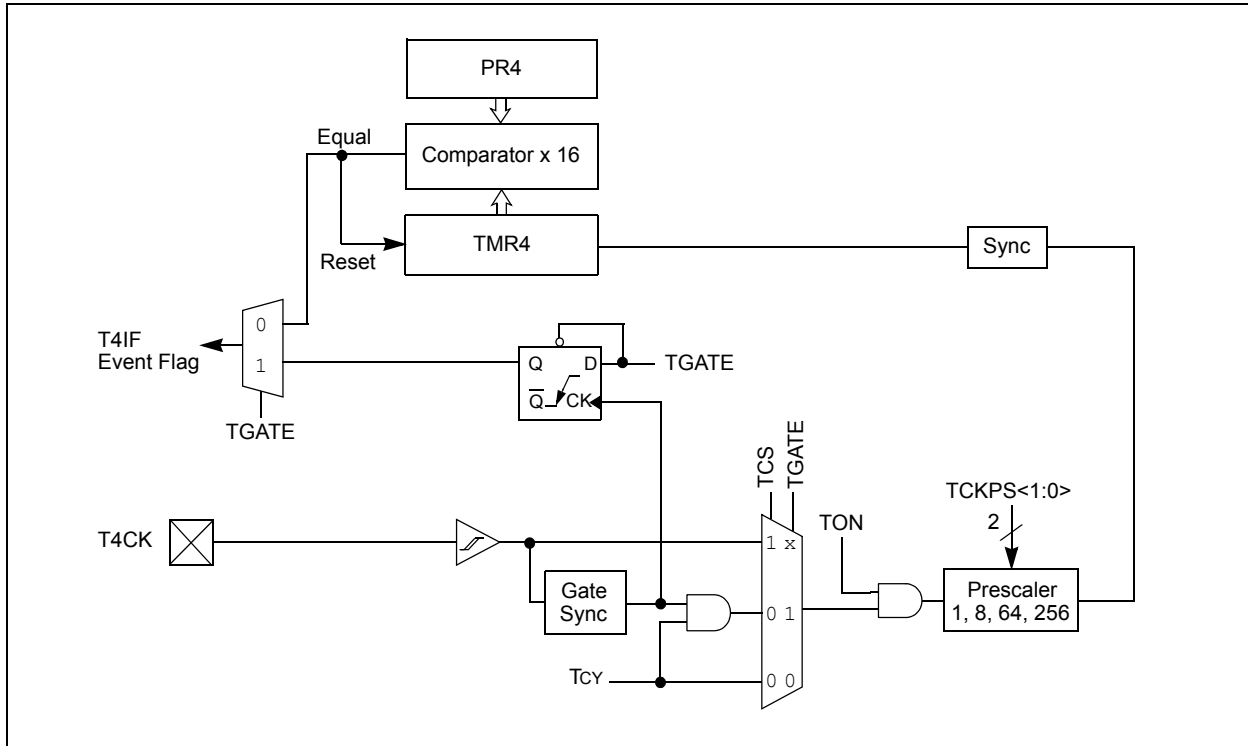 PR4
Equal
Comparator x 16
TMR4
Reset
Sync
0
1
T4IF
Event Flag
TGATE
Q
D
Q̅
CK
TGATE
TCS
TGATE
TCKPS<1:0>
2
TON
T4CK
1 x
Gate
Sync
0 1
Prescaler
1, 8, 64, 256
TCY
0 0